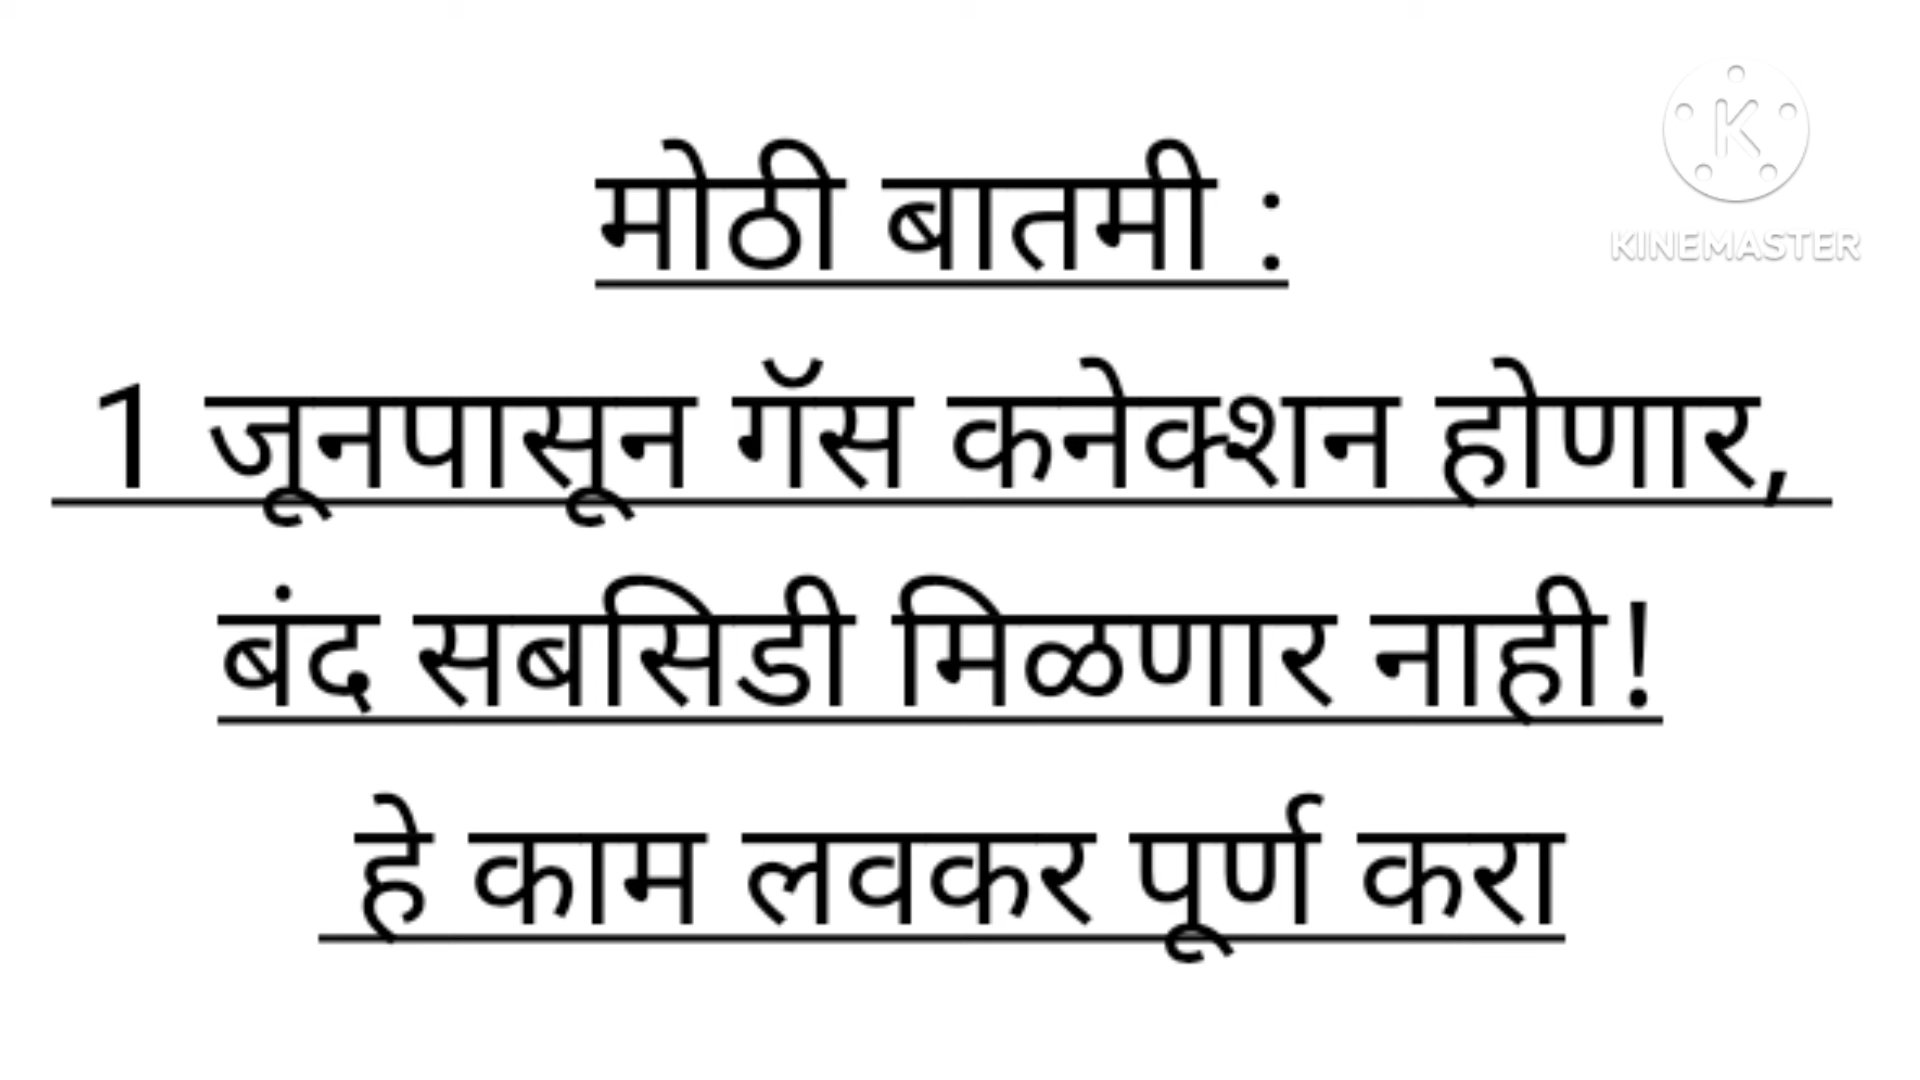 मोठी बातमी :
1 जूनपासून गॅस कनेक्शन होणार,
बंद सबसिडी मिळणार नाही!
हे काम लवकर पूर्ण करा
K
KINEMASTER